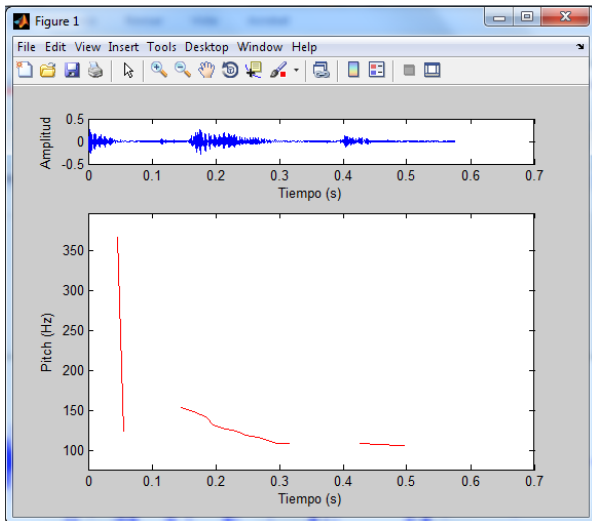 Figure 1
File Edit View Insert Tools Desktop Window Help
0.5
0
-0.5
Amplitud
0 0.1 0.2 0.3 0.4 0.5 0.6 0.7
Tiempo (s)
350
300
250
200
150
100
Pitch (Hz)
0 0.1 0.2 0.3 0.4 0.5 0.6 0.7
Tiempo (s)